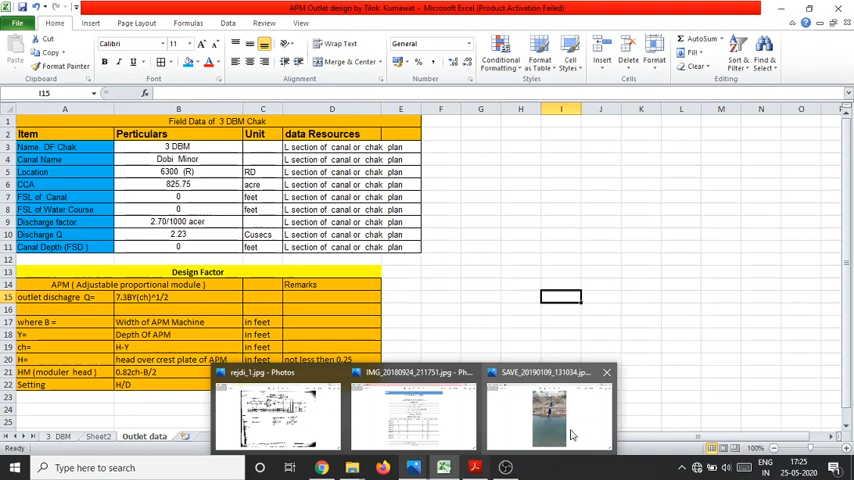 APM Outlet design by Tilok. Kumawat - Microsoft Excel (Product Activation Failed)
File Home Insert Page Layout Formulas Data Review View
Cut
Copy
Format Painter
Paste
Clipboard
Calibri 11
Font
Wrap Text
Merge & Center
Alignment
General
Number
Conditional Formatting
Format as Table
Cell Styles
Styles
Insert Delete Format
Cells
AutoSum
Fill
Clear
Sort & Filter
Find & Select
Editing
I15 fx
A B C D E F G H I J K L M N O
1 Field Data of 3 DBM Chak
2 Item Perticulars Unit data Resources
3 Name OF Chak 3 DBM L section of canal or chak plan
4 Canal Name Dobi Minor L section of canal or chak plan
5 Location 6300 (R) RD L section of canal or chak plan
6 CCA 825.75 acre L section of canal or chak plan
7 FSL of Canal 0 feet L section of canal or chak plan
8 FSL of Water Course 0 feet L section of canal or chak plan
9 Discharge factor 2.70/1000 acer L section of canal or chak plan
10 Discharge Q 2.23 Cusecs L section of canal or chak plan
11 Canal Depth (FSD ) 0 feet L section of canal or chak plan
12
13 Design Factor
14 APM ( Adjustable proportional module ) Remarks
15 outlet dischagre Q= 7.3BY(ch)^1/2
16
17 where B = Width of APM Machine in feet
18 Y= Depth Of APM in feet
19 ch= H-Y in feet
20 H= head over crest plate of APM in feet not less then 0.25
21 HM (moduler head ) 0.82ch-B/2
22 Setting H/D
23
24
25
rejdi_1.jpg - Photos
IMG_20180924_211751.jpg - Ph...
SAVE_20190109_131034.jp...
3 DBM Sheet2 Outlet data
Ready 100%
Type here to search
ENG
IN
17:25
25-05-2020